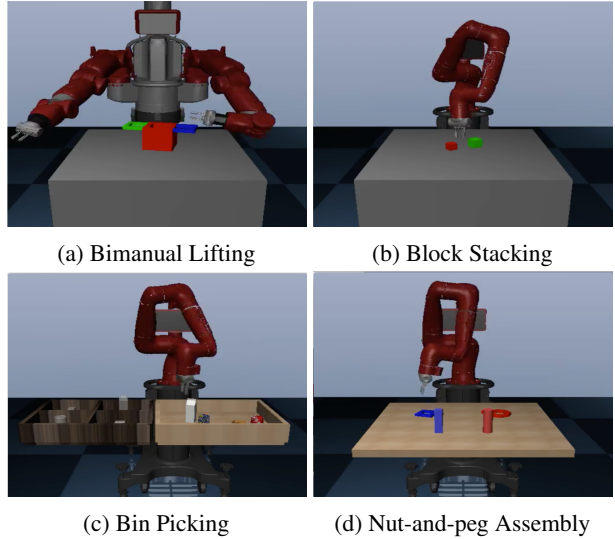 (a) Bimanual Lifting
(b) Block Stacking
(c) Bin Picking
(d) Nut-and-peg Assembly